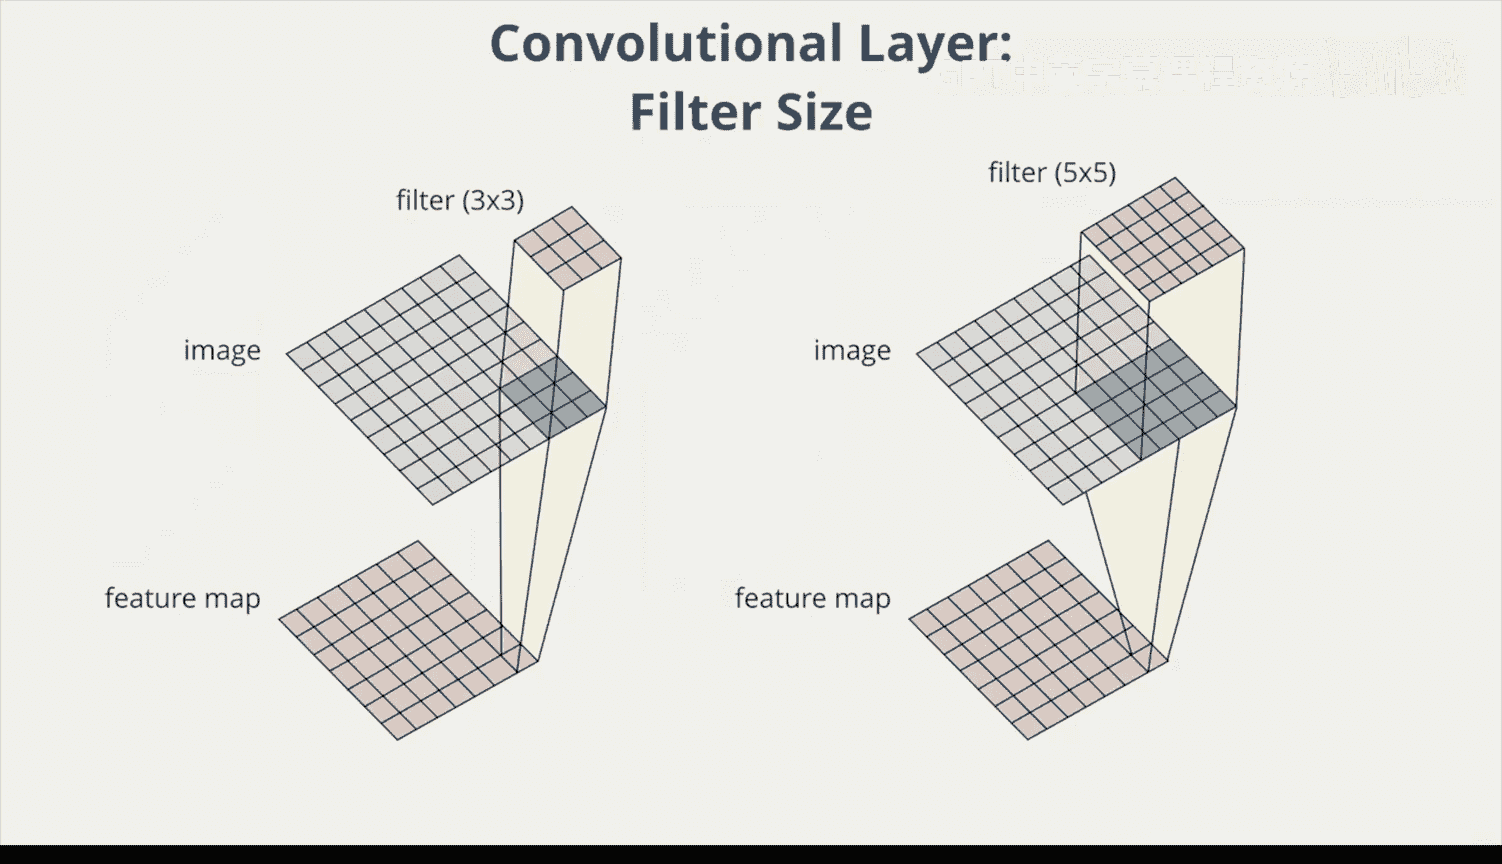 Convolutional Layer:
Filter Size
filter (3x3)
image
feature map
filter (5x5)
image
feature map